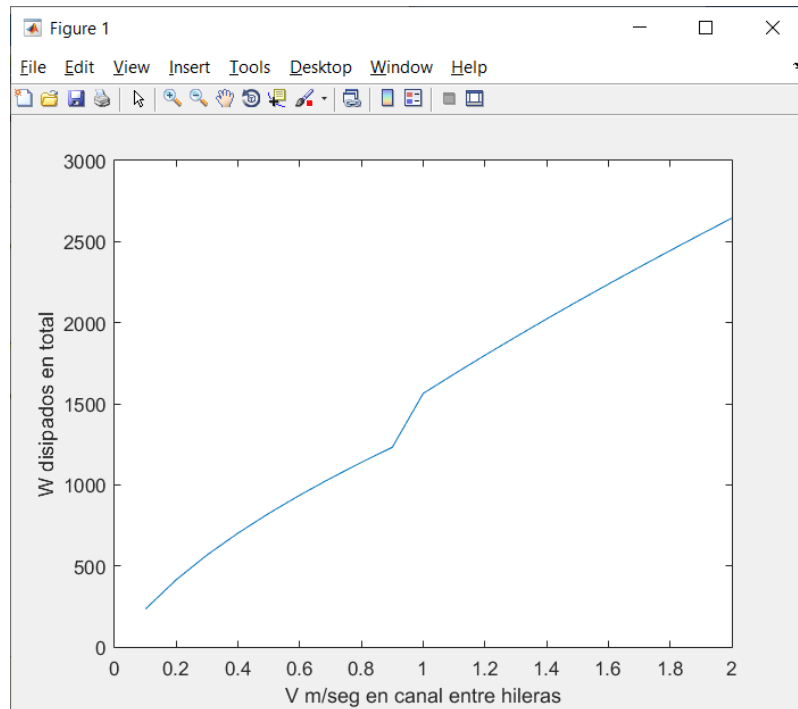 Figure 1
File Edit View Insert Tools Desktop Window Help
3000
2500
2000
1500
1000
500
0
W disipados en total
0 0.2 0.4 0.6 0.8 1 1.2 1.4 1.6 1.8 2
V m/seg en canal entre hileras